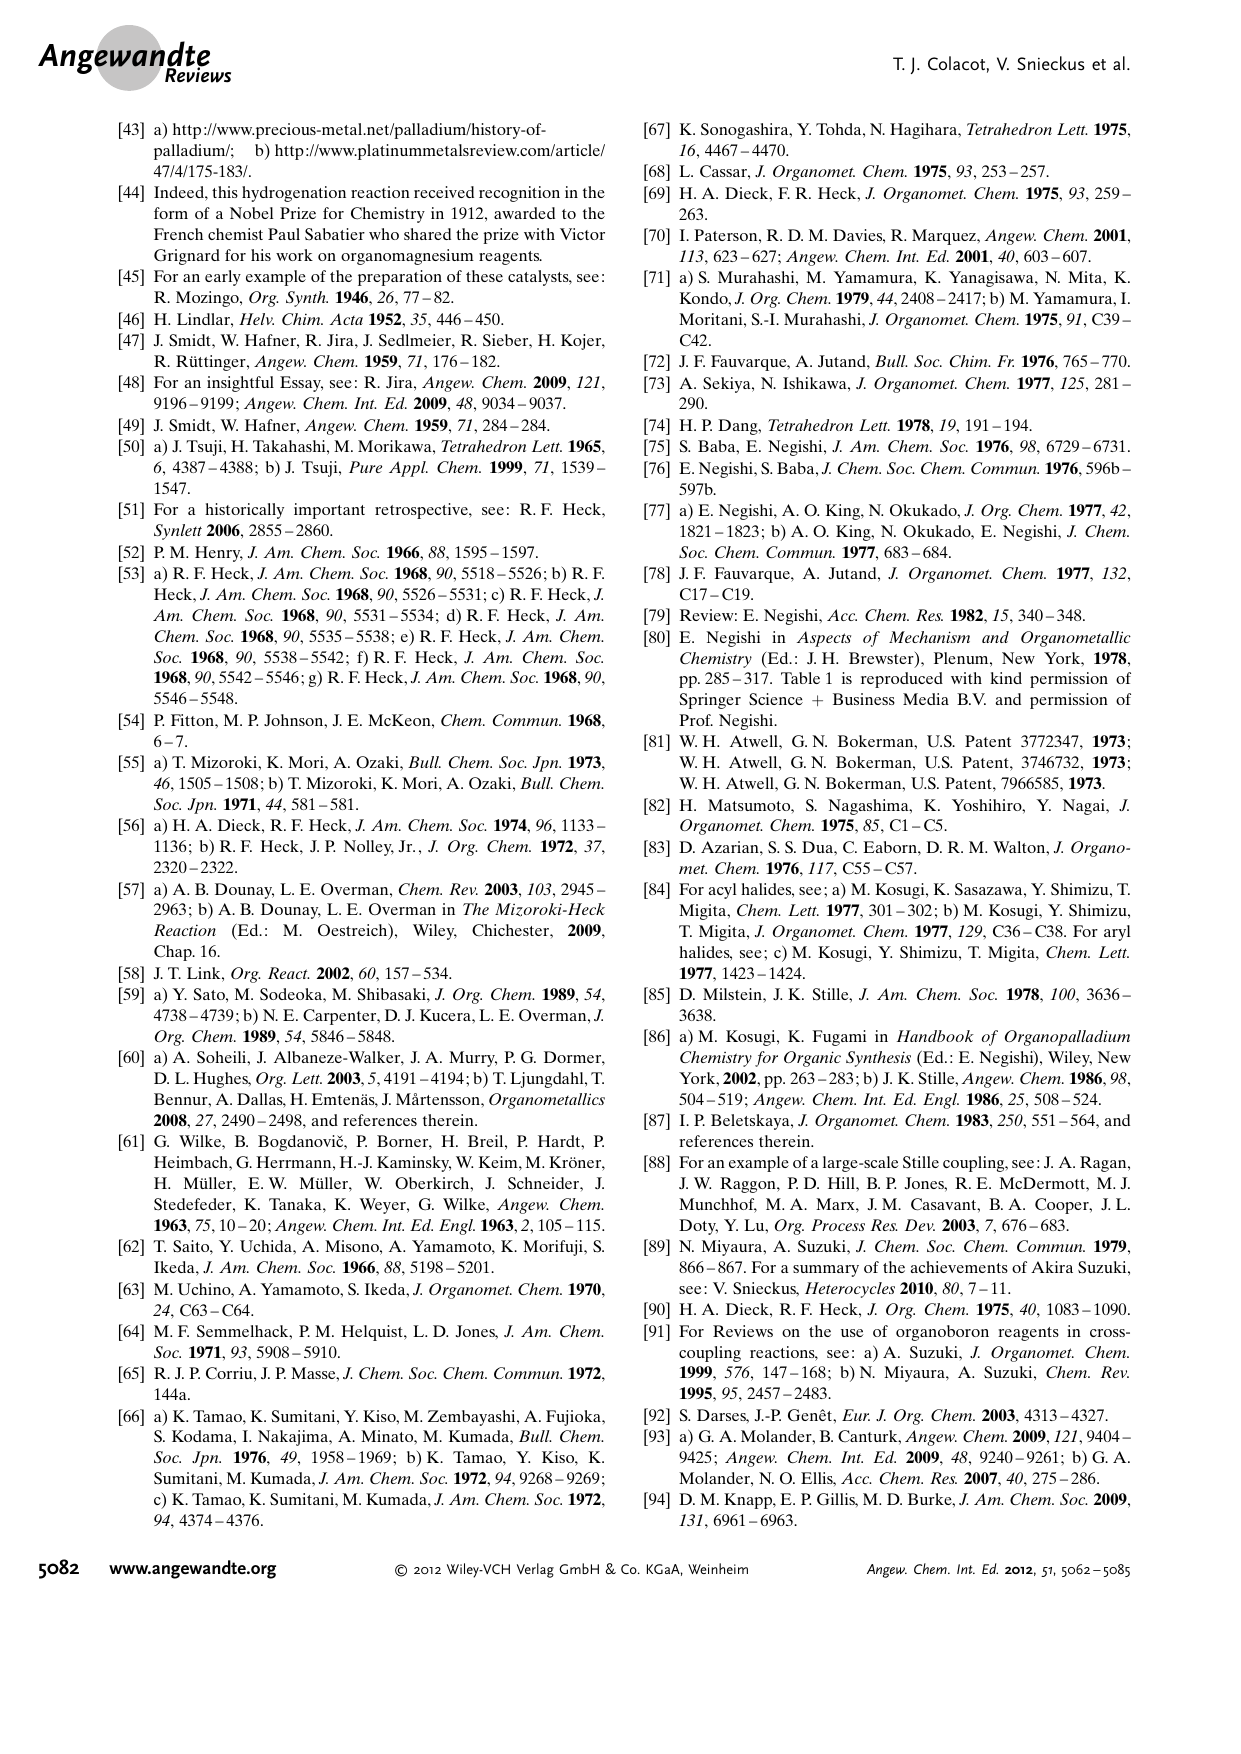 Angewandte
Reviews
T. J. Colacot, V. Snieckus et al.
[43] a) http://www.precious-metal.net/palladium/history-of-
palladium/; b) http://www.platinummetalsreview.com/article/
47/4/175-183/.
[44] Indeed, this hydrogenation reaction received recognition in the
form of a Nobel Prize for Chemistry in 1912, awarded to the
French chemist Paul Sabatier who shared the prize with Victor
Grignard for his work on organomagnesium reagents.
[45] For an early example of the preparation of these catalysts, see:
R. Mozingo, Org. Synth. 1946, 26, 77–82.
[46] H. Lindlar, Helv. Chim. Acta 1952, 35, 446–450.
[47] J. Smidt, W. Hafner, R. Jira, J. Sedlmeier, R. Sieber, H. Kojer,
R. Rüttinger, Angew. Chem. 1959, 71, 176–182.
[48] For an insightful Essay, see: R. Jira, Angew. Chem. 2009, 121,
9196–9199; Angew. Chem. Int. Ed. 2009, 48, 9034–9037.
[49] J. Smidt, W. Hafner, Angew. Chem. 1959, 71, 284–284.
[50] a) J. Tsuji, H. Takahashi, M. Morikawa, Tetrahedron Lett. 1965,
6, 4387–4388; b) J. Tsuji, Pure Appl. Chem. 1999, 71, 1539–
1547.
[51] For a historically important retrospective, see: R. F. Heck,
Synlett 2006, 2855–2860.
[52] P. M. Henry, J. Am. Chem. Soc. 1966, 88, 1595–1597.
[53] a) R. F. Heck, J. Am. Chem. Soc. 1968, 90, 5518–5526; b) R. F.
Heck, J. Am. Chem. Soc. 1968, 90, 5526–5531; c) R. F. Heck, J.
Am. Chem. Soc. 1968, 90, 5531–5534; d) R. F. Heck, J. Am.
Chem. Soc. 1968, 90, 5535–5538; e) R. F. Heck, J. Am. Chem.
Soc. 1968, 90, 5538–5542; f) R. F. Heck, J. Am. Chem. Soc.
1968, 90, 5542–5546; g) R. F. Heck, J. Am. Chem. Soc. 1968, 90,
5546–5548.
[54] P. Fitton, M. P. Johnson, J. E. McKeon, Chem. Commun. 1968,
6–7.
[55] a) T. Mizoroki, K. Mori, A. Ozaki, Bull. Chem. Soc. Jpn. 1973,
46, 1505–1508; b) T. Mizoroki, K. Mori, A. Ozaki, Bull. Chem.
Soc. Jpn. 1971, 44, 581–581.
[56] a) H. A. Dieck, R. F. Heck, J. Am. Chem. Soc. 1974, 96, 1133–
1136; b) R. F. Heck, J. P. Nolley, Jr., J. Org. Chem. 1972, 37,
2320–2322.
[57] a) A. B. Dounay, L. E. Overman, Chem. Rev. 2003, 103, 2945–
2963; b) A. B. Dounay, L. E. Overman in The Mizoroki-Heck
Reaction (Ed.: M. Oestreich), Wiley, Chichester, 2009,
Chap. 16.
[58] J. T. Link, Org. React. 2002, 60, 157–534.
[59] a) Y. Sato, M. Sodeoka, M. Shibasaki, J. Org. Chem. 1989, 54,
4738–4739; b) N. E. Carpenter, D. J. Kucera, L. E. Overman, J.
Org. Chem. 1989, 54, 5846–5848.
[60] a) A. Soheili, J. Albaneze-Walker, J. A. Murry, P. G. Dormer,
D. L. Hughes, Org. Lett. 2003, 5, 4191–4194; b) T. Ljungdahl, T.
Bennur, A. Dallas, H. Emtenäs, J. Mårtensson, Organometallics
2008, 27, 2490–2498, and references therein.
[61] G. Wilke, B. Bogdanovič, P. Borner, H. Breil, P. Hardt, P.
Heimbach, G. Herrmann, H.-J. Kaminsky, W. Keim, M. Kröner,
H. Müller, E. W. Müller, W. Oberkirch, J. Schneider, J.
Stedefeder, K. Tanaka, K. Weyer, G. Wilke, Angew. Chem.
1963, 75, 10–20; Angew. Chem. Int. Ed. Engl. 1963, 2, 105–115.
[62] T. Saito, Y. Uchida, A. Misono, A. Yamamoto, K. Morifuji, S.
Ikeda, J. Am. Chem. Soc. 1966, 88, 5198–5201.
[63] M. Uchino, A. Yamamoto, S. Ikeda, J. Organomet. Chem. 1970,
24, C63–C64.
[64] M. F. Semmelhack, P. M. Helquist, L. D. Jones, J. Am. Chem.
Soc. 1971, 93, 5908–5910.
[65] R. J. P. Corriu, J. P. Masse, J. Chem. Soc. Chem. Commun. 1972,
144a.
[66] a) K. Tamao, K. Sumitani, Y. Kiso, M. Zembayashi, A. Fujioka,
S. Kodama, I. Nakajima, A. Minato, M. Kumada, Bull. Chem.
Soc. Jpn. 1976, 49, 1958–1969; b) K. Tamao, Y. Kiso, K.
Sumitani, M. Kumada, J. Am. Chem. Soc. 1972, 94, 9268–9269;
c) K. Tamao, K. Sumitani, M. Kumada, J. Am. Chem. Soc. 1972,
94, 4374–4376.
[67] K. Sonogashira, Y. Tohda, N. Hagihara, Tetrahedron Lett. 1975,
16, 4467–4470.
[68] L. Cassar, J. Organomet. Chem. 1975, 93, 253–257.
[69] H. A. Dieck, F. R. Heck, J. Organomet. Chem. 1975, 93, 259–
263.
[70] I. Paterson, R. D. M. Davies, R. Marquez, Angew. Chem. 2001,
113, 623–627; Angew. Chem. Int. Ed. 2001, 40, 603–607.
[71] a) S. Murahashi, M. Yamamura, K. Yanagisawa, N. Mita, K.
Kondo, J. Org. Chem. 1979, 44, 2408–2417; b) M. Yamamura, I.
Moritani, S.-I. Murahashi, J. Organomet. Chem. 1975, 91, C39–
C42.
[72] J. F. Fauvarque, A. Jutand, Bull. Soc. Chim. Fr. 1976, 765–770.
[73] A. Sekiya, N. Ishikawa, J. Organomet. Chem. 1977, 125, 281–
290.
[74] H. P. Dang, Tetrahedron Lett. 1978, 19, 191–194.
[75] S. Baba, E. Negishi, J. Am. Chem. Soc. 1976, 98, 6729–6731.
[76] E. Negishi, S. Baba, J. Chem. Soc. Chem. Commun. 1976, 596b–
597b.
[77] a) E. Negishi, A. O. King, N. Okukado, J. Org. Chem. 1977, 42,
1821–1823; b) A. O. King, N. Okukado, E. Negishi, J. Chem.
Soc. Chem. Commun. 1977, 683–684.
[78] J. F. Fauvarque, A. Jutand, J. Organomet. Chem. 1977, 132,
C17–C19.
[79] Review: E. Negishi, Acc. Chem. Res. 1982, 15, 340–348.
[80] E. Negishi in Aspects of Mechanism and Organometallic
Chemistry (Ed.: J. H. Brewster), Plenum, New York, 1978,
pp. 285–317. Table 1 is reproduced with kind permission of
Springer Science + Business Media B.V. and permission of
Prof. Negishi.
[81] W. H. Atwell, G. N. Bokerman, U.S. Patent 3772347, 1973;
W. H. Atwell, G. N. Bokerman, U.S. Patent, 3746732, 1973;
W. H. Atwell, G. N. Bokerman, U.S. Patent, 7966585, 1973.
[82] H. Matsumoto, S. Nagashima, K. Yoshihiro, Y. Nagai, J.
Organomet. Chem. 1975, 85, C1–C5.
[83] D. Azarian, S. S. Dua, C. Eaborn, D. R. M. Walton, J. Organo-
met. Chem. 1976, 117, C55–C57.
[84] For acyl halides, see; a) M. Kosugi, K. Sasazawa, Y. Shimizu, T.
Migita, Chem. Lett. 1977, 301–302; b) M. Kosugi, Y. Shimizu,
T. Migita, J. Organomet. Chem. 1977, 129, C36–C38. For aryl
halides, see; c) M. Kosugi, Y. Shimizu, T. Migita, Chem. Lett.
1977, 1423–1424.
[85] D. Milstein, J. K. Stille, J. Am. Chem. Soc. 1978, 100, 3636–
3638.
[86] a) M. Kosugi, K. Fugami in Handbook of Organopalladium
Chemistry for Organic Synthesis (Ed.: E. Negishi), Wiley, New
York, 2002, pp. 263–283; b) J. K. Stille, Angew. Chem. 1986, 98,
504–519; Angew. Chem. Int. Ed. Engl. 1986, 25, 508–524.
[87] I. P. Beletskaya, J. Organomet. Chem. 1983, 250, 551–564, and
references therein.
[88] For an example of a large-scale Stille coupling, see: J. A. Ragan,
J. W. Raggon, P. D. Hill, B. P. Jones, R. E. McDermott, M. J.
Munchhof, M. A. Marx, J. M. Casavant, B. A. Cooper, J. L.
Doty, Y. Lu, Org. Process Res. Dev. 2003, 7, 676–683.
[89] N. Miyaura, A. Suzuki, J. Chem. Soc. Chem. Commun. 1979,
866–867. For a summary of the achievements of Akira Suzuki,
see: V. Snieckus, Heterocycles 2010, 80, 7–11.
[90] H. A. Dieck, R. F. Heck, J. Org. Chem. 1975, 40, 1083–1090.
[91] For Reviews on the use of organoboron reagents in cross-
coupling reactions, see: a) A. Suzuki, J. Organomet. Chem.
1999, 576, 147–168; b) N. Miyaura, A. Suzuki, Chem. Rev.
1995, 95, 2457–2483.
[92] S. Darses, J.-P. Genêt, Eur. J. Org. Chem. 2003, 4313–4327.
[93] a) G. A. Molander, B. Canturk, Angew. Chem. 2009, 121, 9404–
9425; Angew. Chem. Int. Ed. 2009, 48, 9240–9261; b) G. A.
Molander, N. O. Ellis, Acc. Chem. Res. 2007, 40, 275–286.
[94] D. M. Knapp, E. P. Gillis, M. D. Burke, J. Am. Chem. Soc. 2009,
131, 6961–6963.
5082 www.angewandte.org © 2012 Wiley-VCH Verlag GmbH & Co. KGaA, Weinheim Angew. Chem. Int. Ed. 2012, 51, 5062–5085